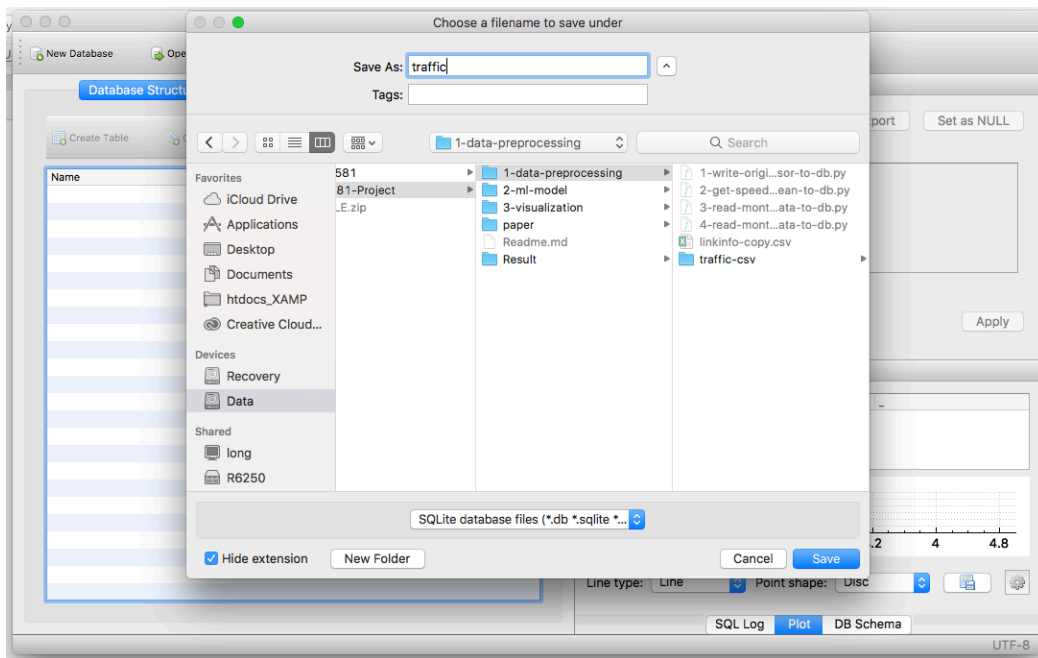 y
Choose a filename to save under
New Database
Ope
Save As: traffic
Tags:
Database Structu
Create Table
port
Set as NULL
1-data-preprocessing
Search
Name
Favorites
iCloud Drive
Applications
Desktop
Documents
htdocs_XAMP
Creative Cloud...
Devices
Recovery
Data
Shared
long
R6250
581
81-Project
LE.zip
1-data-preprocessing
2-ml-model
3-visualization
paper
Readme.md
Result
1-write-origi...sor-to-db.py
2-get-speed...ean-to-db.py
3-read-mont...ata-to-db.py
4-read-mont...ata-to-db.py
linkinfo-copy.csv
traffic-csv
Apply
SQLite database files (*.db *.sqlite *...
Hide extension
New Folder
Cancel
Save
.2 4 4.8
Line type: Line Point shape: Disc
SQL Log Plot DB Schema
UTF-8